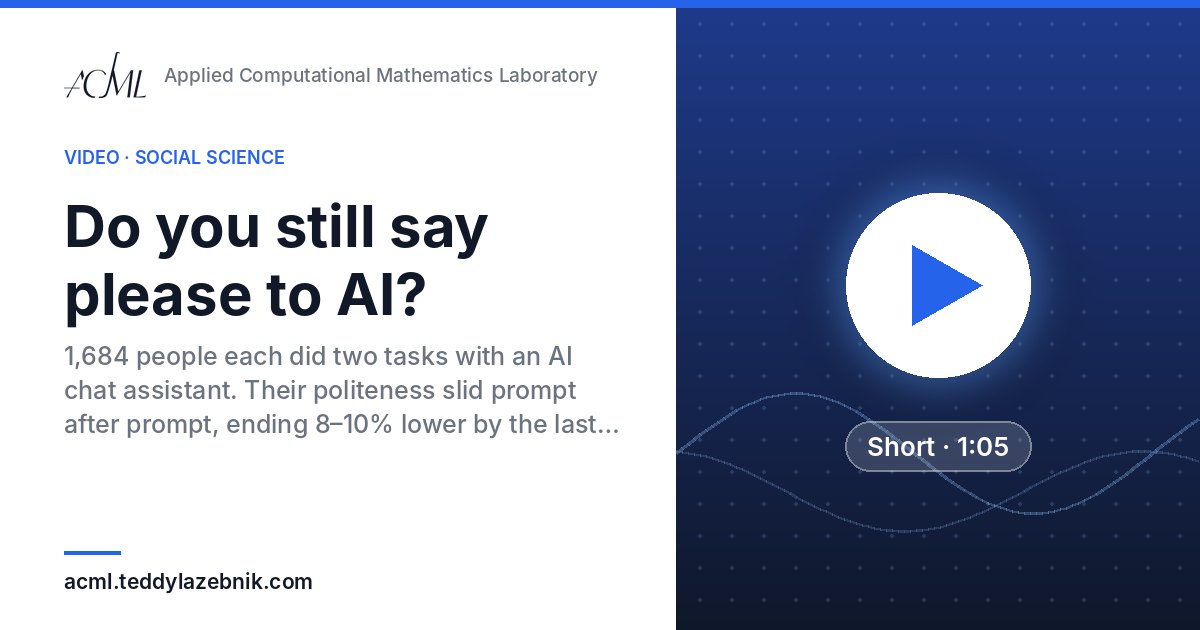 ACML
Applied Computational Mathematics Laboratory
VIDEO · SOCIAL SCIENCE
Do you still say
please to AI?
1,684 people each did two tasks with an AI
chat assistant. Their politeness slid prompt
after prompt, ending 8–10% lower by the last…
Short · 1:05
acml.teddylazebnik.com